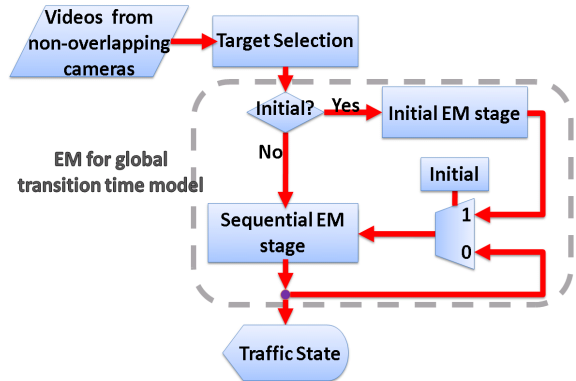 Videos from
non-overlapping
cameras
Target Selection
Initial?
Yes
Initial EM stage
No
EM for global
transition time model
Initial
1
0
Sequential EM
stage
Traffic State